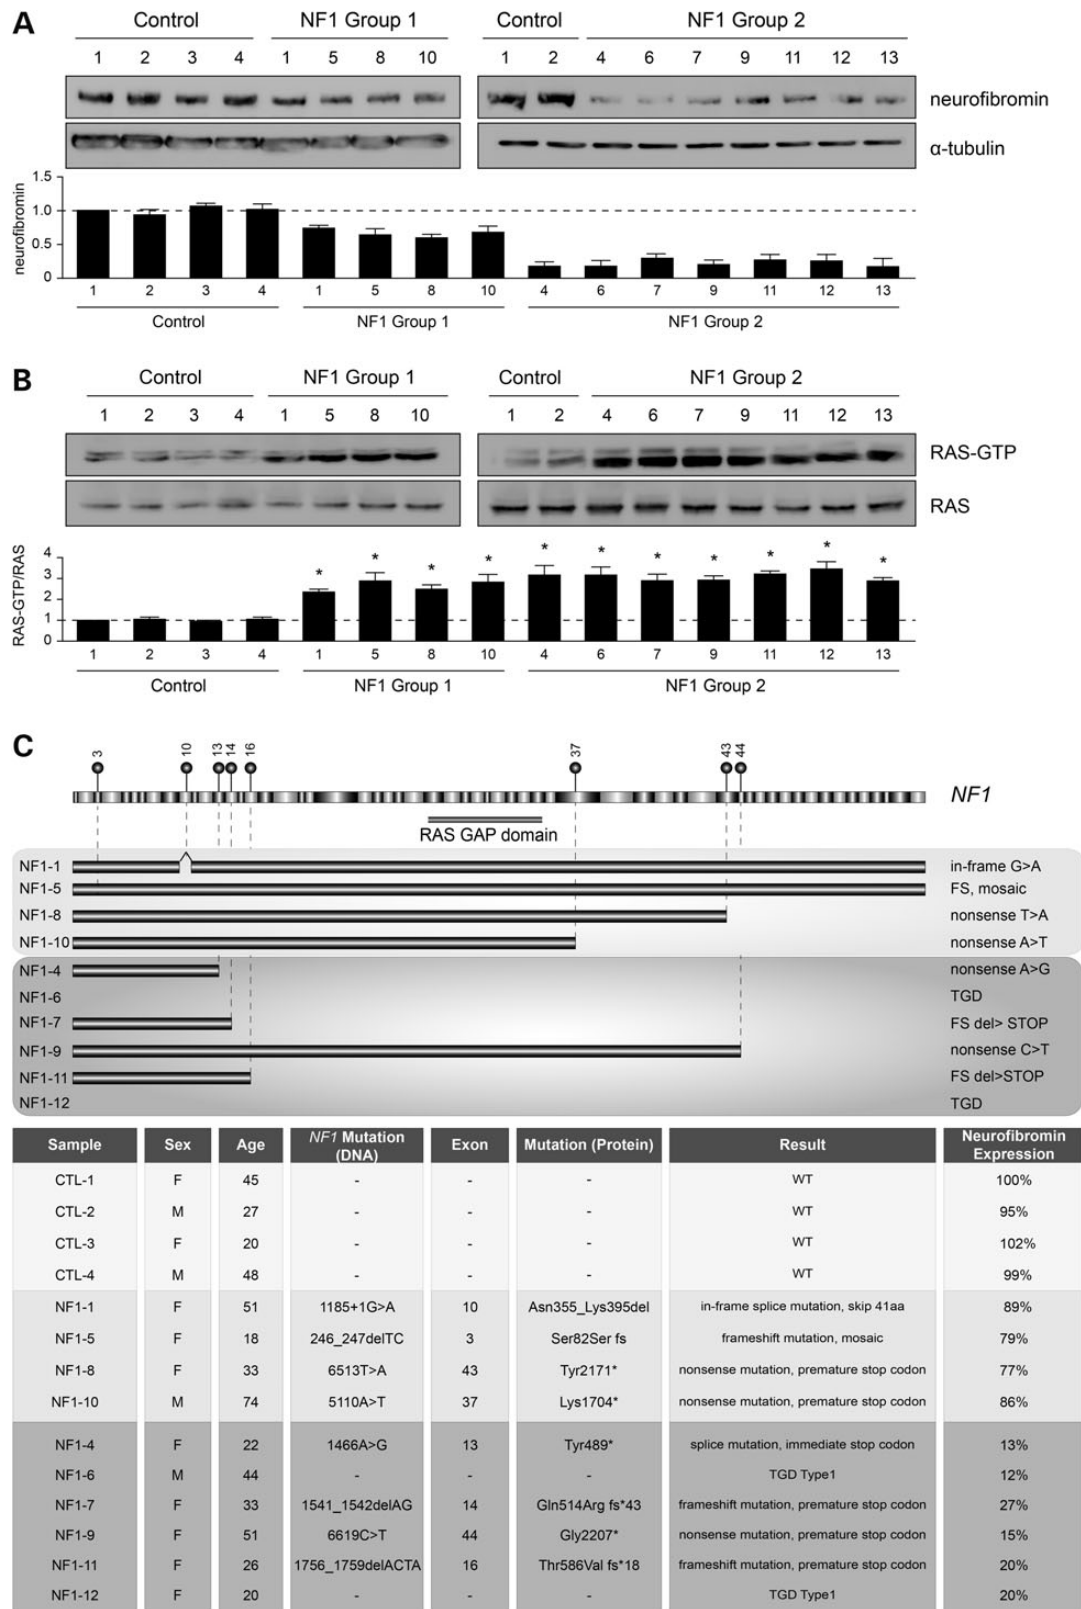 A
Control NF1 Group 1 Control NF1 Group 2
1 2 3 4 1 5 8 10 1 2 4 6 7 9 11 12 13
neurofibromin
α-tubulin
neurofibromin
1.5
1.0
0.5
0
1 2 3 4 1 5 8 10 4 6 7 9 11 12 13
Control NF1 Group 1 NF1 Group 2
B
Control NF1 Group 1 Control NF1 Group 2
1 2 3 4 1 5 8 10 1 2 4 6 7 9 11 12 13
RAS-GTP
RAS
RAS-GTP/RAS
4
3
2
1
0
* * * * * * * * * * *
1 2 3 4 1 5 8 10 4 6 7 9 11 12 13
Control NF1 Group 1 NF1 Group 2
C
3 10 13 14 16 37 43 44
NF1
RAS GAP domain
NF1-1 in-frame G>A
NF1-5 FS, mosaic
NF1-8 nonsense T>A
NF1-10 nonsense A>T
NF1-4 nonsense A>G
NF1-6 TGD
NF1-7 FS del> STOP
NF1-9 nonsense C>T
NF1-11 FS del>STOP
NF1-12 TGD
Sample Sex Age NF1 Mutation (DNA) Exon Mutation (Protein) Result Neurofibromin Expression
CTL-1 F 45 - - - WT 100%
CTL-2 M 27 - - - WT 95%
CTL-3 F 20 - - - WT 102%
CTL-4 M 48 - - - WT 99%
NF1-1 F 51 1185+1G>A 10 Asn355_Lys395del in-frame splice mutation, skip 41aa 89%
NF1-5 F 18 246_247delTC 3 Ser82Ser fs frameshift mutation, mosaic 79%
NF1-8 F 33 6513T>A 43 Tyr2171* nonsense mutation, premature stop codon 77%
NF1-10 M 74 5110A>T 37 Lys1704* nonsense mutation, premature stop codon 86%
NF1-4 F 22 1466A>G 13 Tyr489* splice mutation, immediate stop codon 13%
NF1-6 M 44 - - - TGD Type1 12%
NF1-7 F 33 1541_1542delAG 14 Gln514Arg fs*43 frameshift mutation, premature stop codon 27%
NF1-9 F 51 6619C>T 44 Gly2207* nonsense mutation, premature stop codon 15%
NF1-11 F 26 1756_1759delACTA 16 Thr586Val fs*18 frameshift mutation, premature stop codon 20%
NF1-12 F 20 - - - TGD Type1 20%